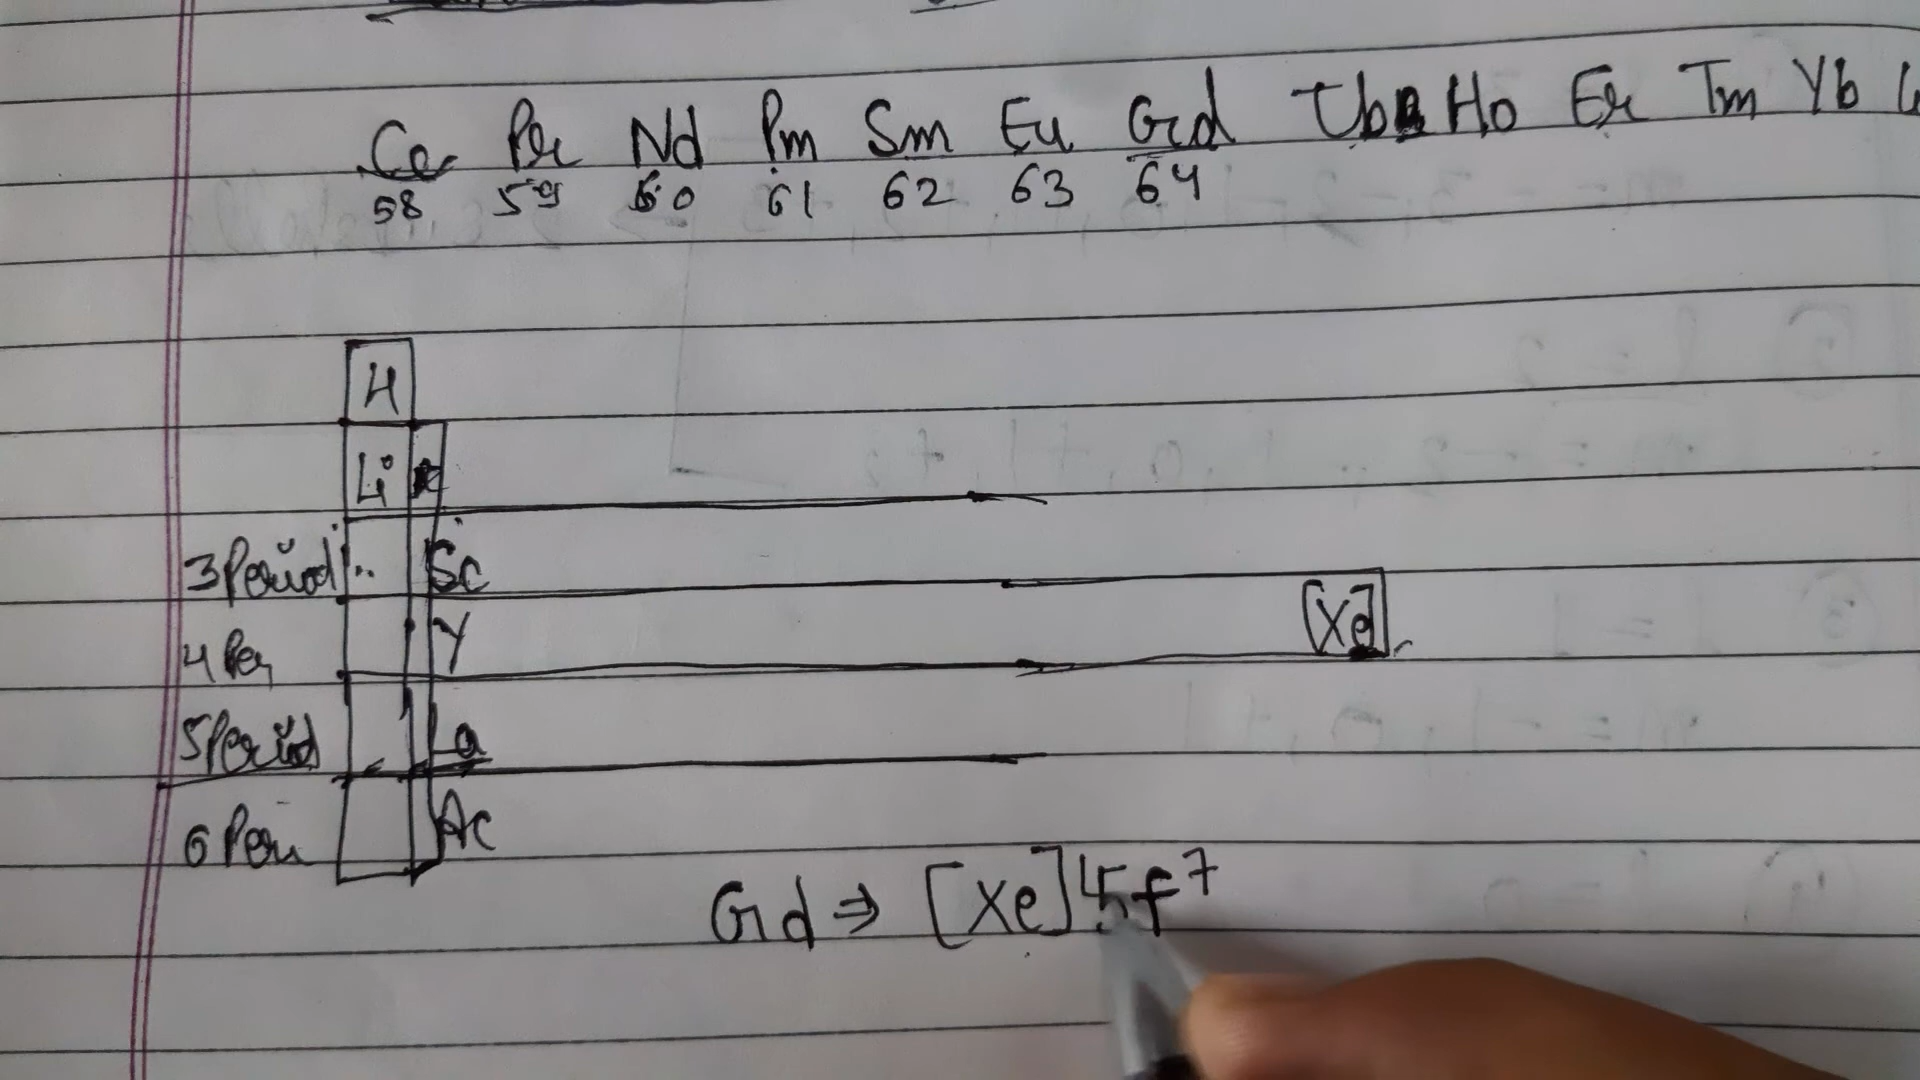 Ce Pr Nd Pm Sm Eu Gd Tb Ho Er Tm Yb
58 59 60 61 62 63 64
H
Li
3 Period Sc
4 Per Y [Xe]
5 Period La
6 Peri Ac
Gd ⇒ [Xe] 4f⁷